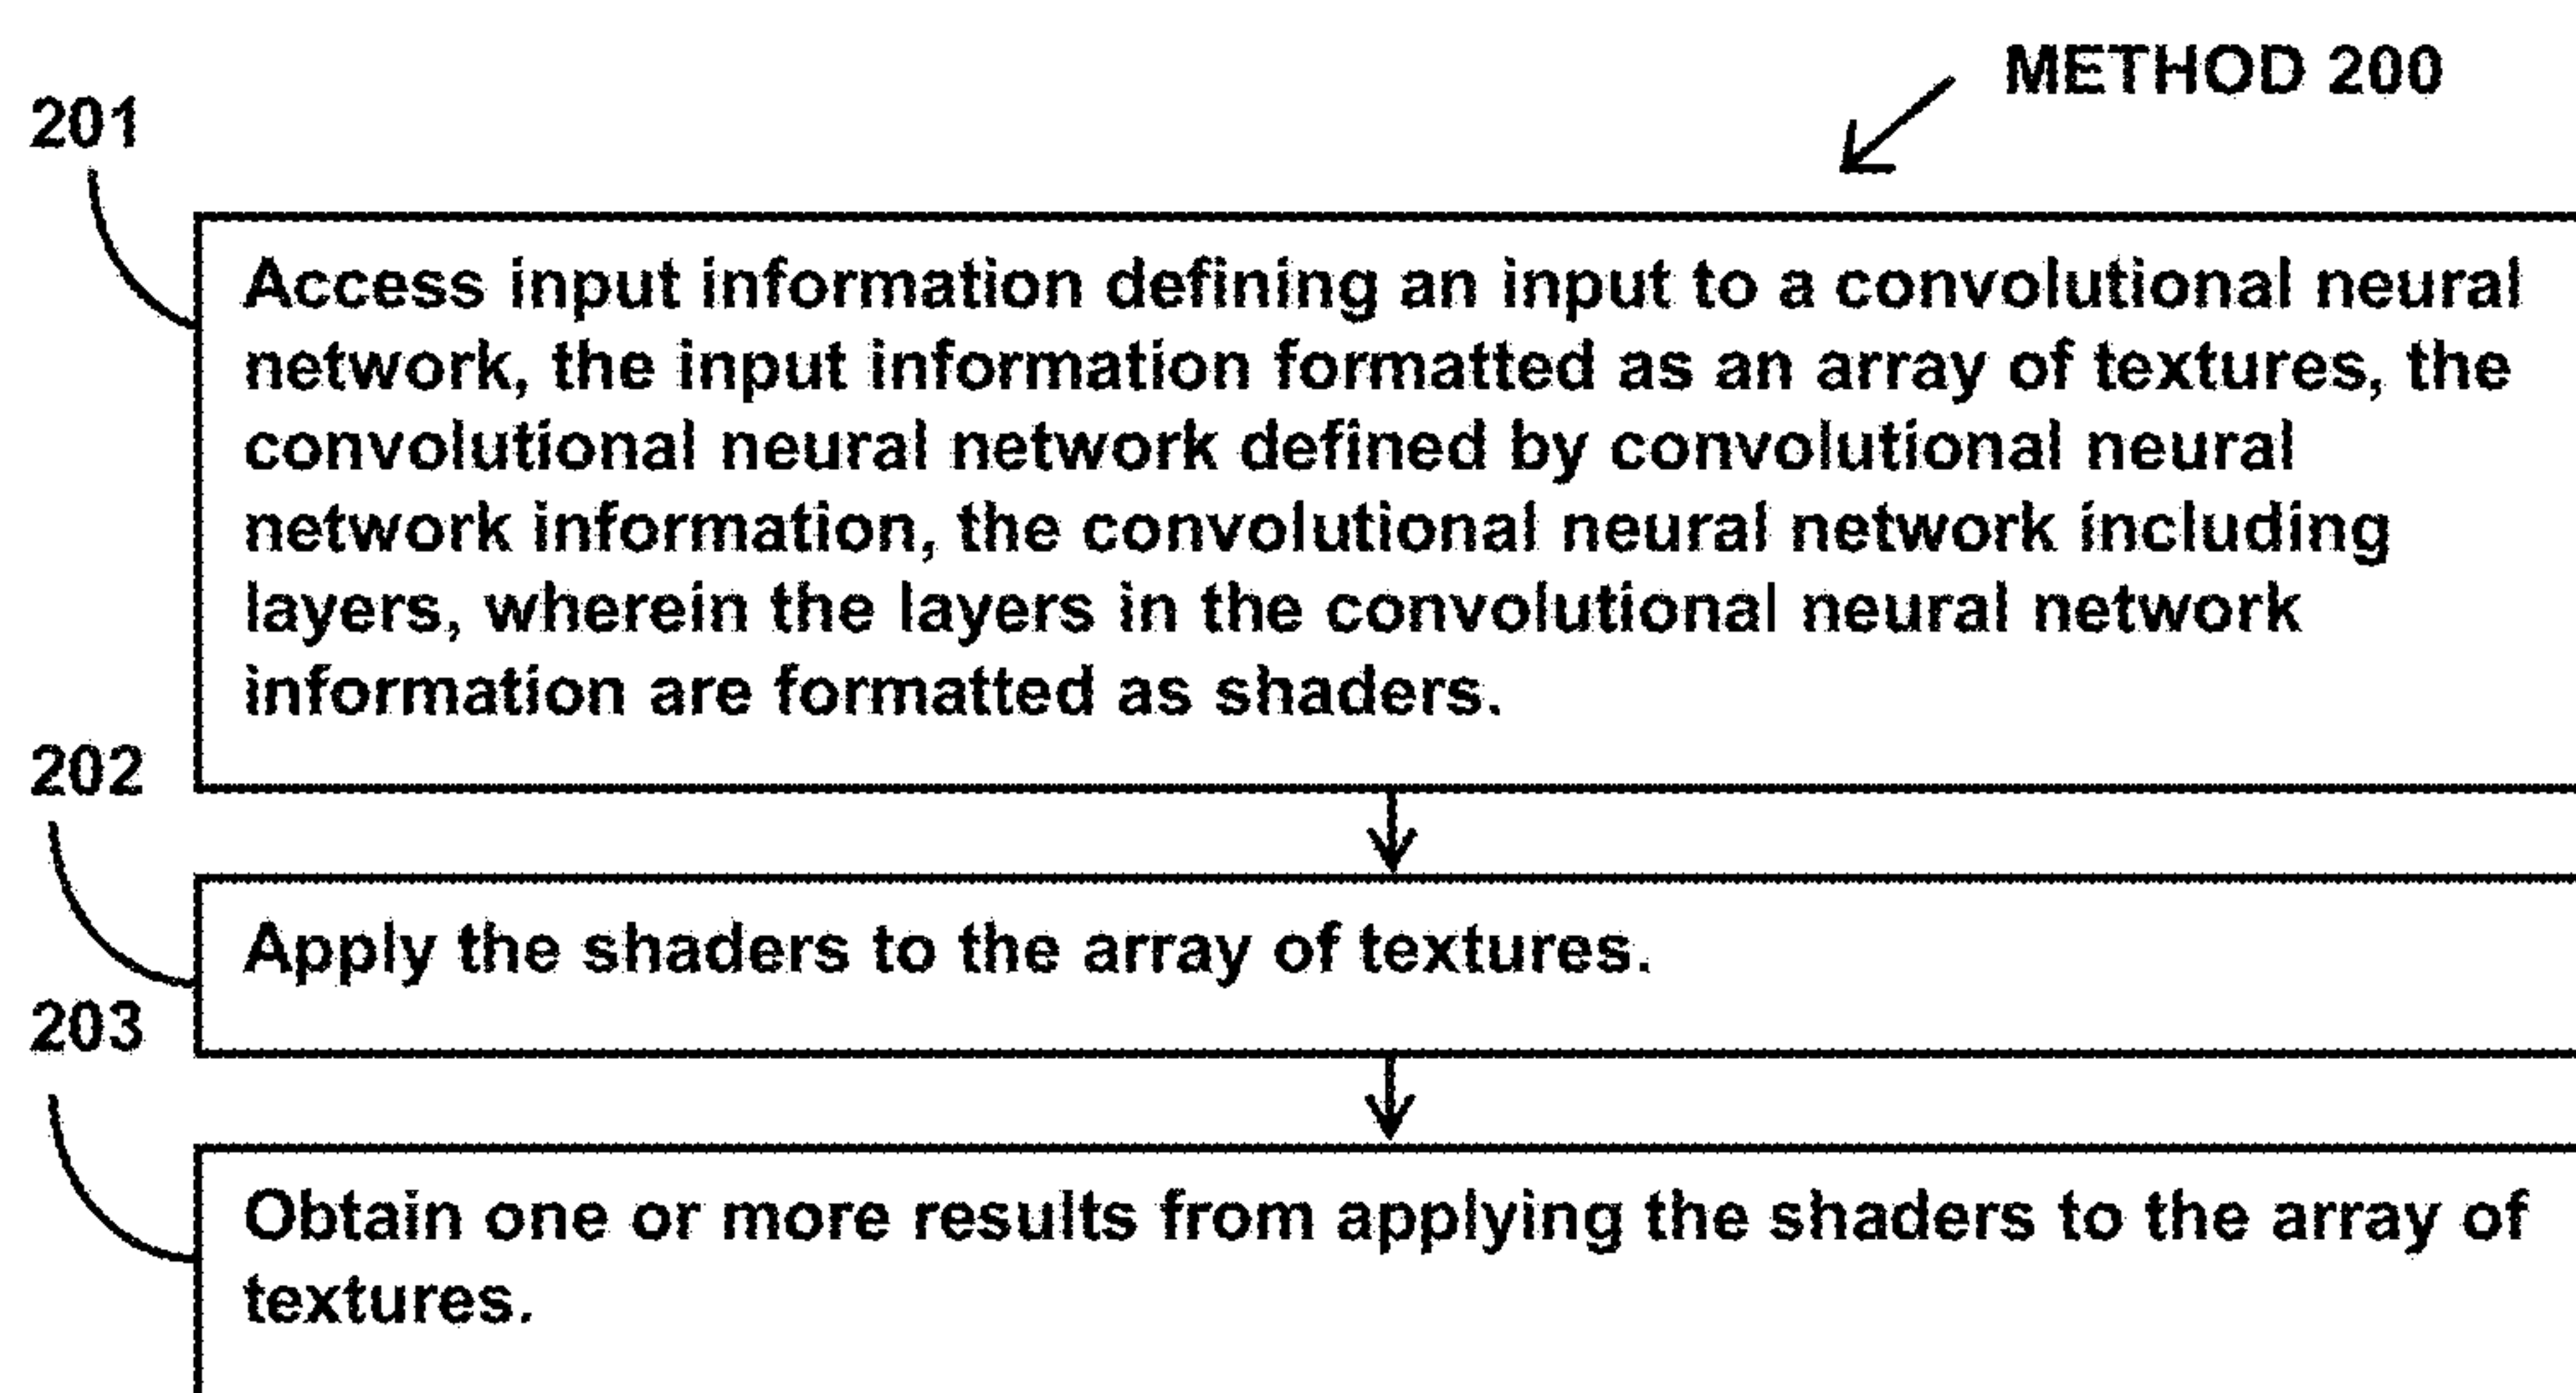 METHOD 200
201
Access input information defining an input to a convolutional neural
network, the input information formatted as an array of textures, the
convolutional neural network defined by convolutional neural
network information, the convolutional neural network including
layers, wherein the layers in the convolutional neural network
information are formatted as shaders.
202
Apply the shaders to the array of textures.
203
Obtain one or more results from applying the shaders to the array of
textures.